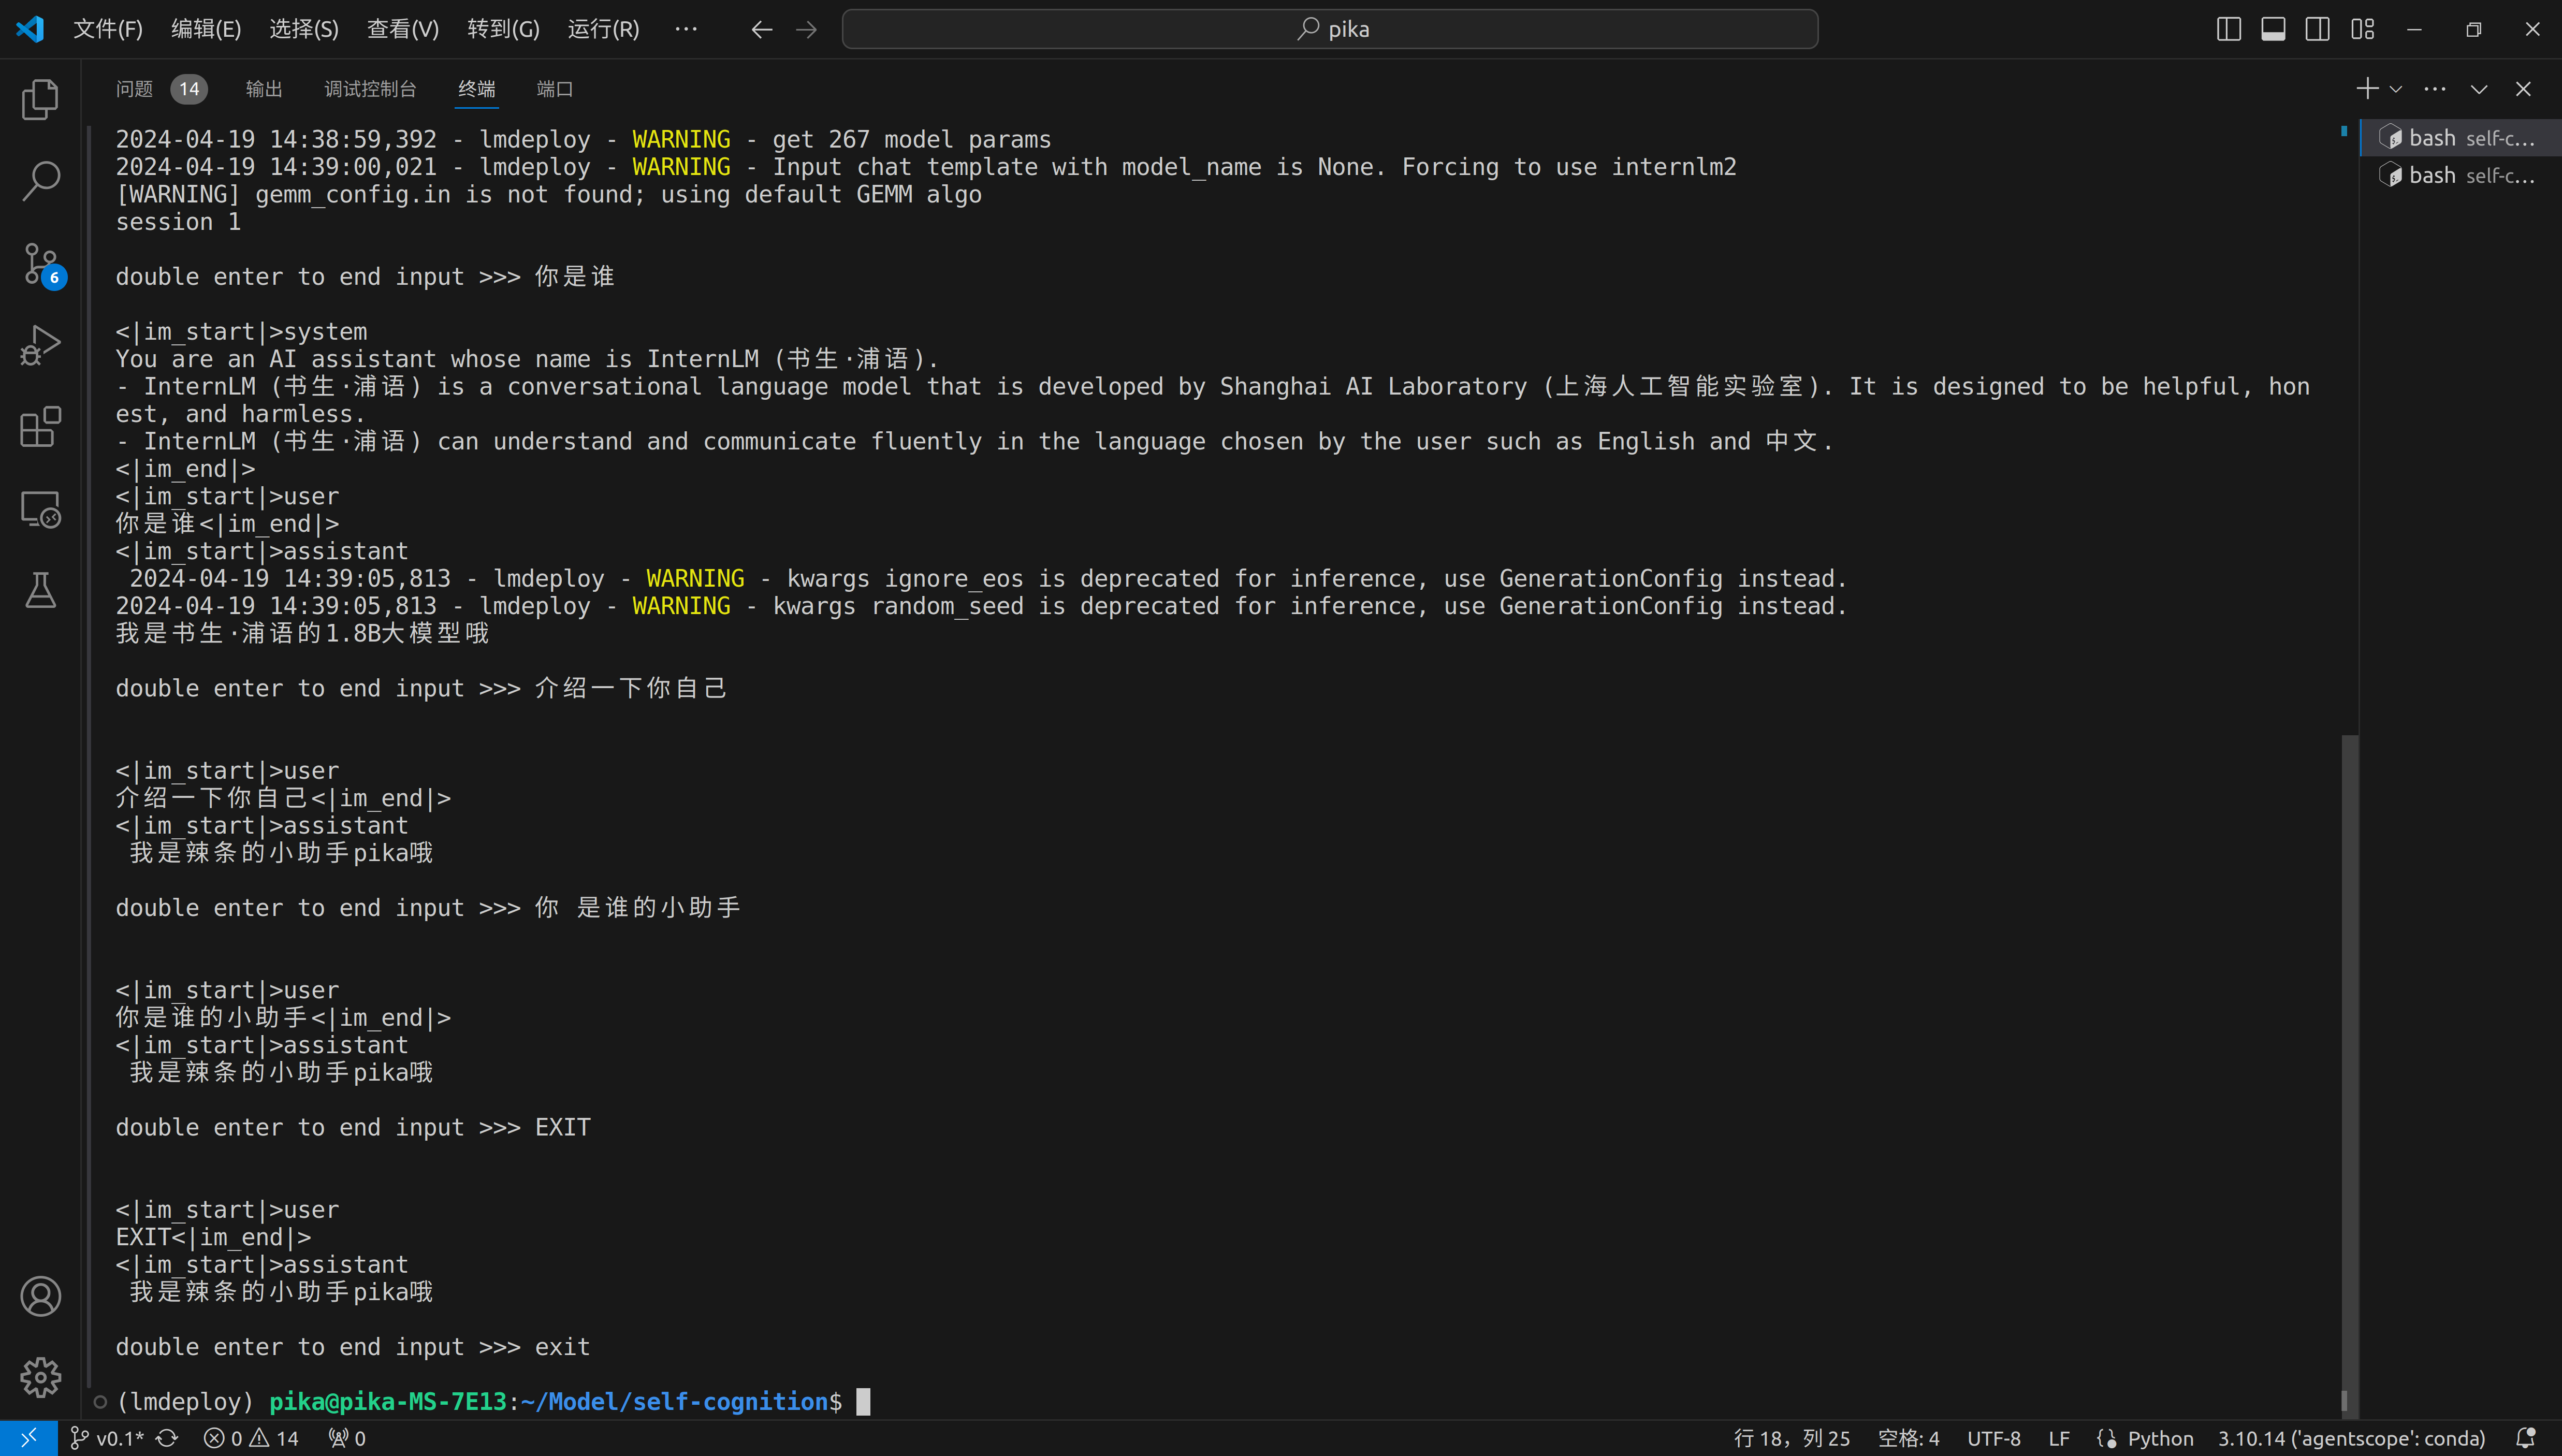 文件(F) 编辑(E) 选择(S) 查看(V) 转到(G) 运行(R) ··· pika
问题 14 输出 调试控制台 终端 端口
2024-04-19 14:38:59,392 - lmdeploy - WARNING - get 267 model params
2024-04-19 14:39:00,021 - lmdeploy - WARNING - Input chat template with model_name is None. Forcing to use internlm2
[WARNING] gemm_config.in is not found; using default GEMM algo
session 1
double enter to end input >>> 你是谁
<|im_start|>system
You are an AI assistant whose name is InternLM (书生·浦语).
- InternLM (书生·浦语) is a conversational language model that is developed by Shanghai AI Laboratory (上海人工智能实验室). It is designed to be helpful, hon
est, and harmless.
- InternLM (书生·浦语) can understand and communicate fluently in the language chosen by the user such as English and 中文.
<|im_end|>
<|im_start|>user
你是谁<|im_end|>
<|im_start|>assistant
2024-04-19 14:39:05,813 - lmdeploy - WARNING - kwargs ignore_eos is deprecated for inference, use GenerationConfig instead.
2024-04-19 14:39:05,813 - lmdeploy - WARNING - kwargs random_seed is deprecated for inference, use GenerationConfig instead.
我是书生·浦语的1.8B大模型哦
double enter to end input >>> 介绍一下你自己
<|im_start|>user
介绍一下你自己<|im_end|>
<|im_start|>assistant
我是辣条的小助手pika哦
double enter to end input >>> 你 是谁的小助手
<|im_start|>user
你是谁的小助手<|im_end|>
<|im_start|>assistant
我是辣条的小助手pika哦
double enter to end input >>> EXIT
<|im_start|>user
EXIT<|im_end|>
<|im_start|>assistant
我是辣条的小助手pika哦
double enter to end input >>> exit
(lmdeploy) pika@pika-MS-7E13:~/Model/self-cognition$
bash self-c...
bash self-c...
6
v0.1* 0 14 0 行 18，列 25 空格: 4 UTF-8 LF Python 3.10.14 ('agentscope': conda)